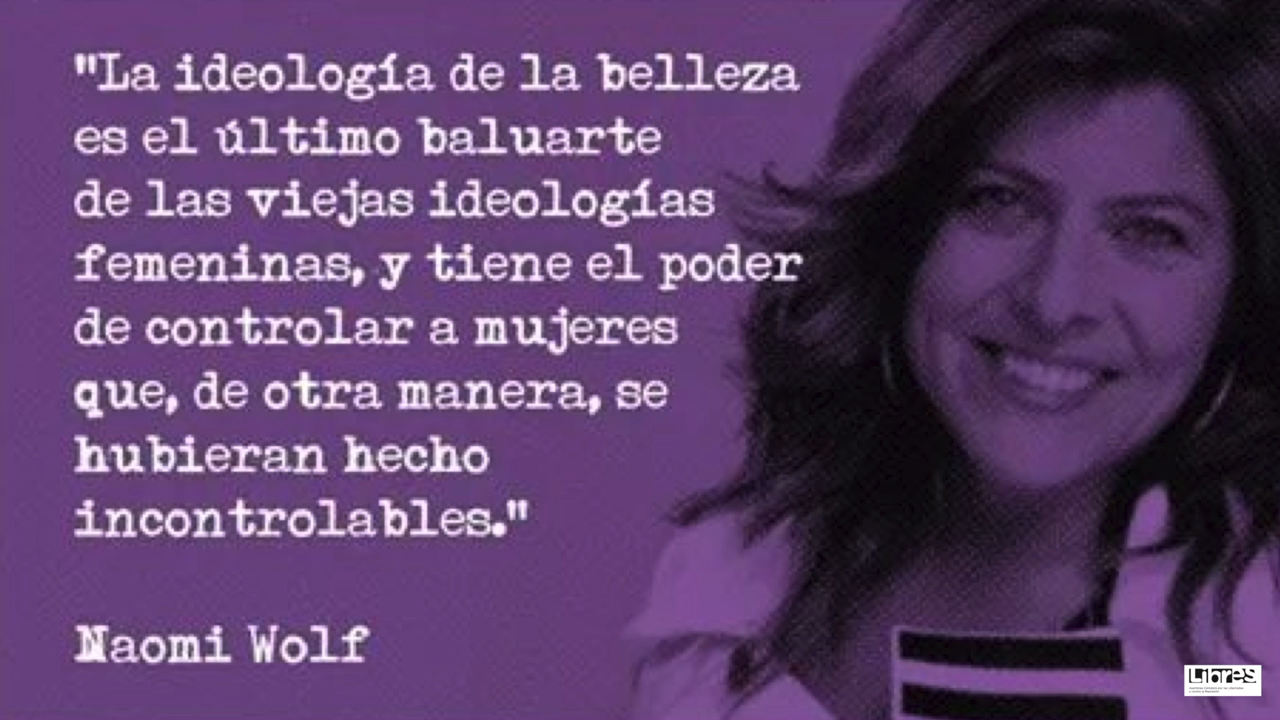 "La ideología de la belleza
es el último baluarte
de las viejas ideologías
femeninas, y tiene el poder
de controlar a mujeres
que, de otra manera, se
hubieran hecho
incontrolables."
Naomi Wolf
Libres